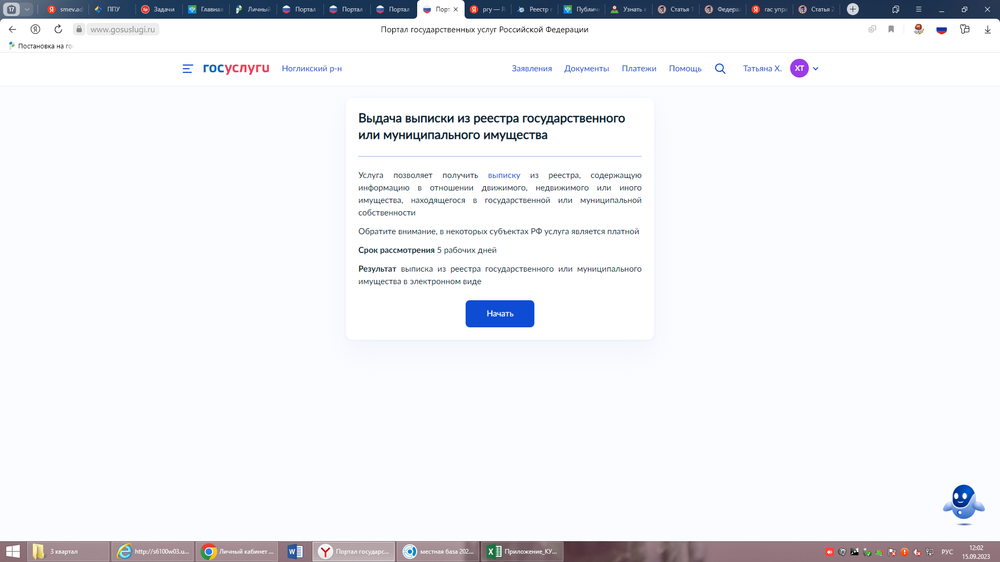 17
smev.ad
ППУ
Задачи
Главная
Личный
Портал
Портал
Портал
Порт
pry — Я
Реестр г
Публич
Узнать к
Статья 1
Федера
гас упра
Статья 2
www.gosuslugi.ru
Портал государственных услуг Российской Федерации
Постановка на гос
госуслуги
Ногликский р-н
Заявления
Документы
Платежи
Помощь
Татьяна Х.
ХТ
Выдача выписки из реестра государственного
или муниципального имущества
Услуга позволяет получить выписку из реестра, содержащую
информацию в отношении движимого, недвижимого или иного
имущества, находящегося в государственной или муниципальной
собственности
Обратите внимание, в некоторых субъектах РФ услуга является платной
Срок рассмотрения 5 рабочих дней
Результат выписка из реестра государственного или муниципального
имущества в электронном виде
Начать
3 квартал
http://s6100w03.u...
Личный кабинет ...
Портал государс...
местная база 202...
Приложение_КУ...
РУС
12:02
15.09.2023